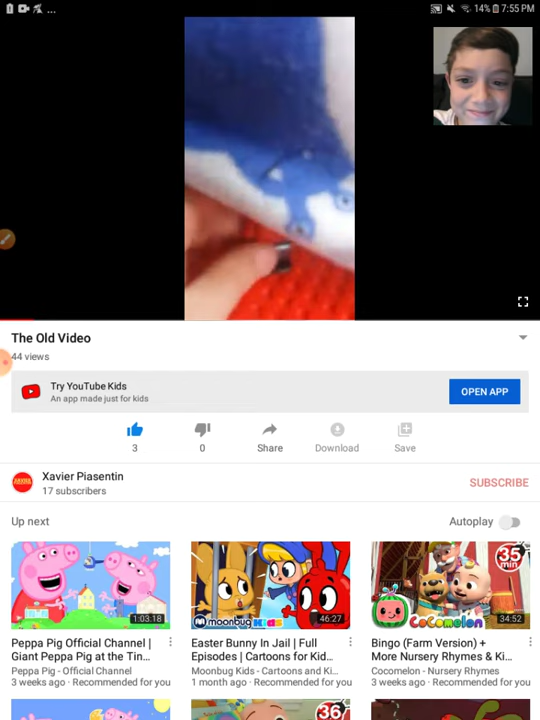 ... 14% 7:55 PM
The Old Video
44 views
Try YouTube Kids
An app made just for kids
OPEN APP
3
0
Share
Download
Save
Xavier Piasentin
17 subscribers
SUBSCRIBE
Up next
Autoplay
1:03:18
moonbug kids
46:27
35 min
COCOMELON
34:52
Peppa Pig Official Channel |
Giant Peppa Pig at the Tin...
Peppa Pig - Official Channel
3 weeks ago · Recommended for you
Easter Bunny In Jail | Full
Episodes | Cartoons for Kid...
Moonbug Kids - Cartoons and Ki...
1 month ago · Recommended for you
Bingo (Farm Version) +
More Nursery Rhymes & Ki...
Cocomelon - Nursery Rhymes
3 weeks ago · Recommended for you
36